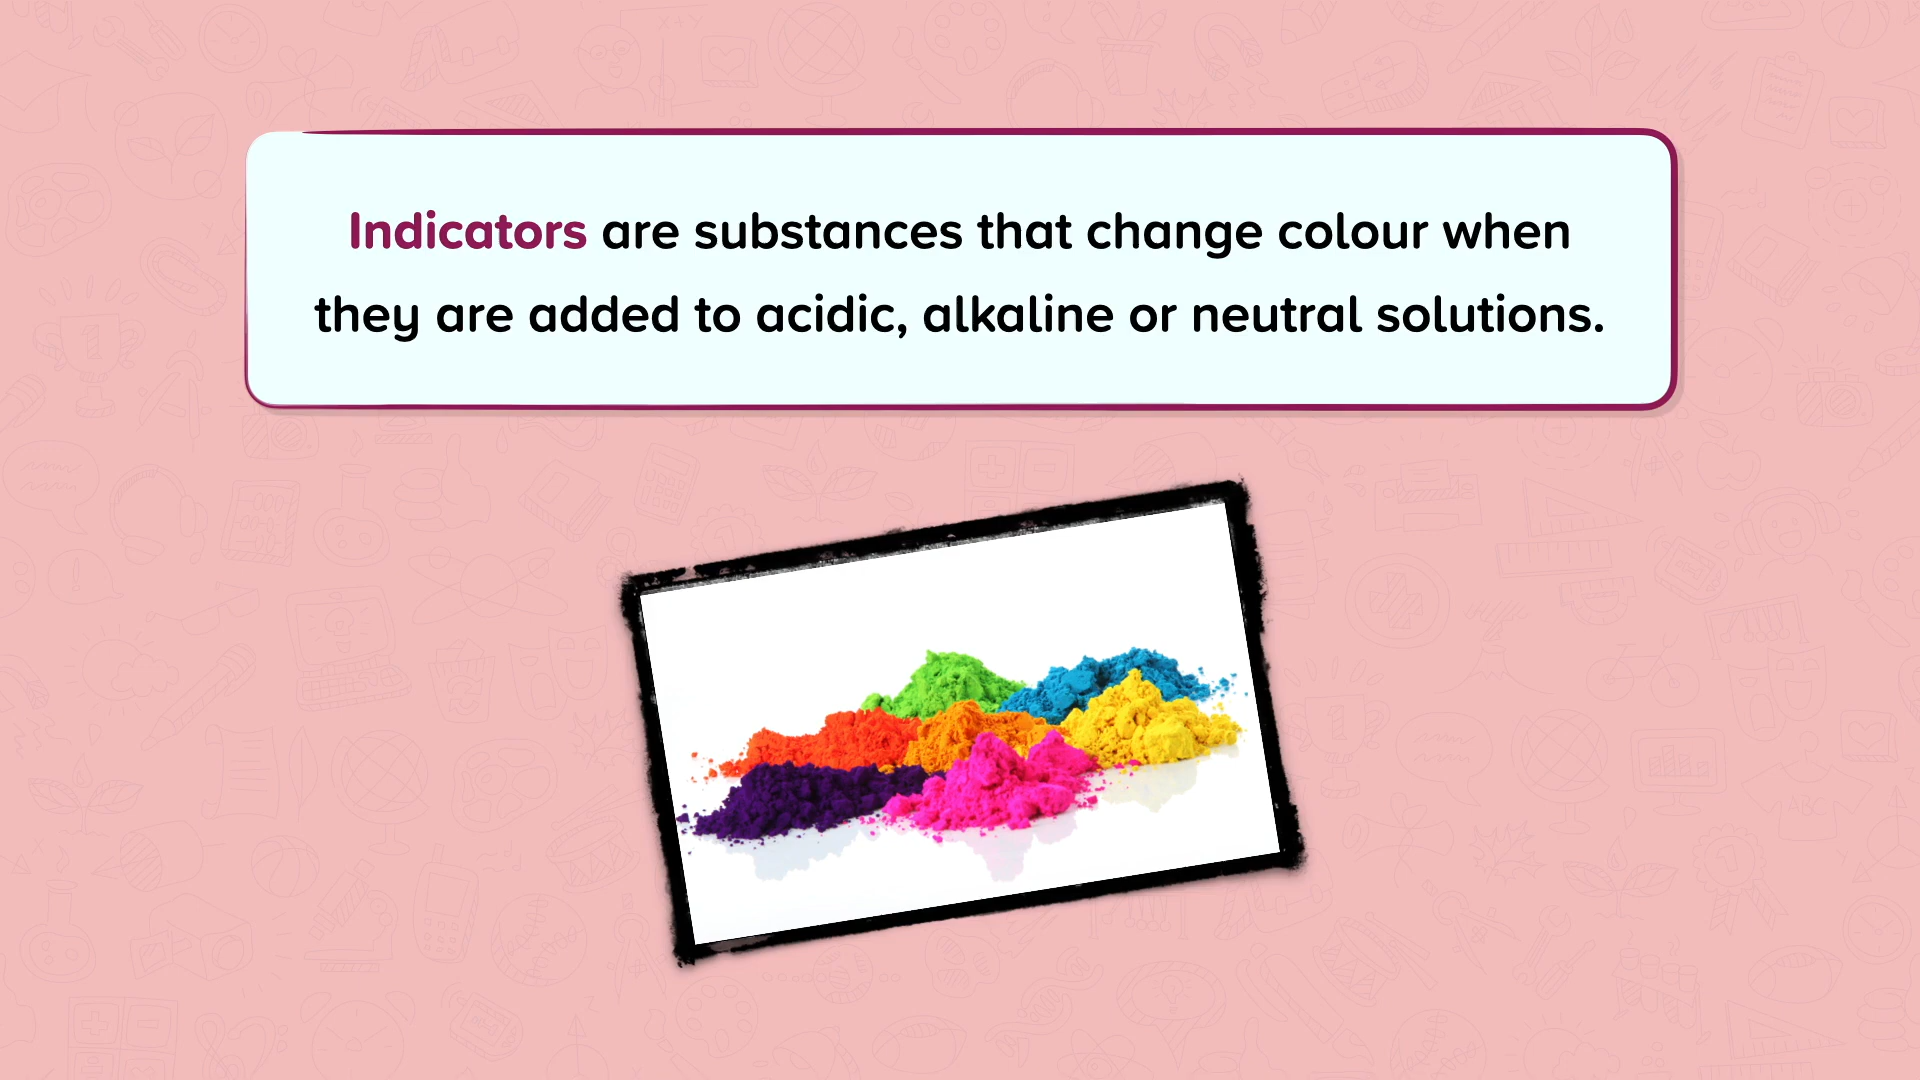 Indicators are substances that change colour when
they are added to acidic, alkaline or neutral solutions.